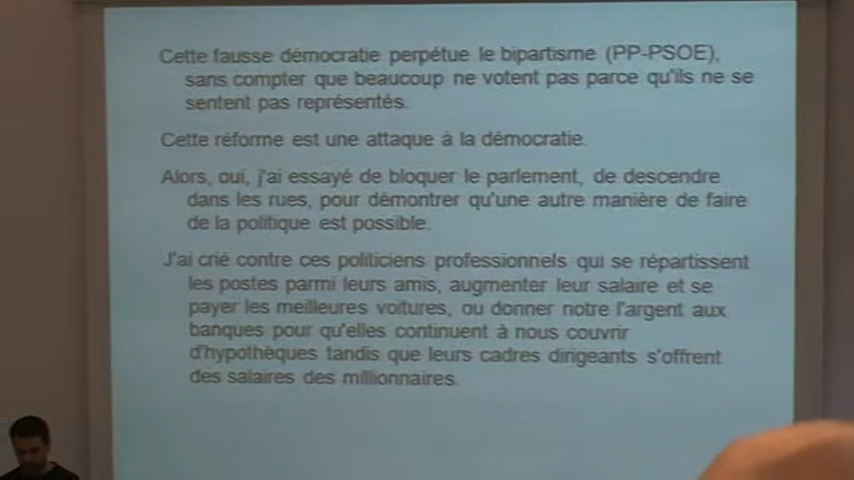 Cette fausse démocratie perpétue le bipartisme (PP-PSOE),
sans compter que beaucoup ne votent pas parce qu'ils ne se
sentent pas représentés.
Cette réforme est une attaque à la démocratie.
Alors, oui, j'ai essayé de bloquer le parlement, de descendre
dans les rues, pour démontrer qu'une autre manière de faire
de la politique est possible.
J'ai crié contre ces politiciens professionnels qui se répartissent
les postes parmi leurs amis, augmenter leur salaire et se
payer les meilleures voitures, ou donner notre l'argent aux
banques pour qu'elles continuent à nous couvrir
d'hypothèques tandis que leurs cadres dirigeants s'offrent
des salaires des millionnaires.